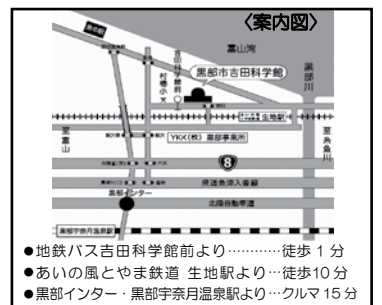 〈案内図〉
富山湾
黒部市吉田科学館
吉田科学館前
村椿小
黒部川
生地駅
至富山
YKK(株)黒部事業所
至糸魚川
8
県道魚津入善線
黒部インター
北陸自動車道
黒部宇奈月温泉駅
●地鉄バス吉田科学館前より…………徒歩 1 分
●あいの風とやま鉄道 生地駅より…徒歩10 分
●黒部インター・黒部宇奈月温泉駅より…クルマ 15 分